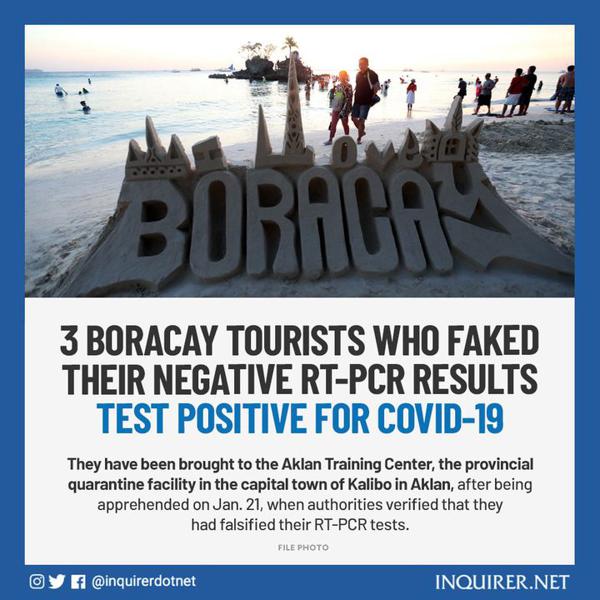 I Love
BORACAY
3 BORACAY TOURISTS WHO FAKED
THEIR NEGATIVE RT-PCR RESULTS
TEST POSITIVE FOR COVID-19
They have been brought to the Aklan Training Center, the provincial
quarantine facility in the capital town of Kalibo in Aklan, after being
apprehended on Jan. 21, when authorities verified that they
had falsified their RT-PCR tests.
FILE PHOTO
@inquirerdotnet
INQUIRER.NET